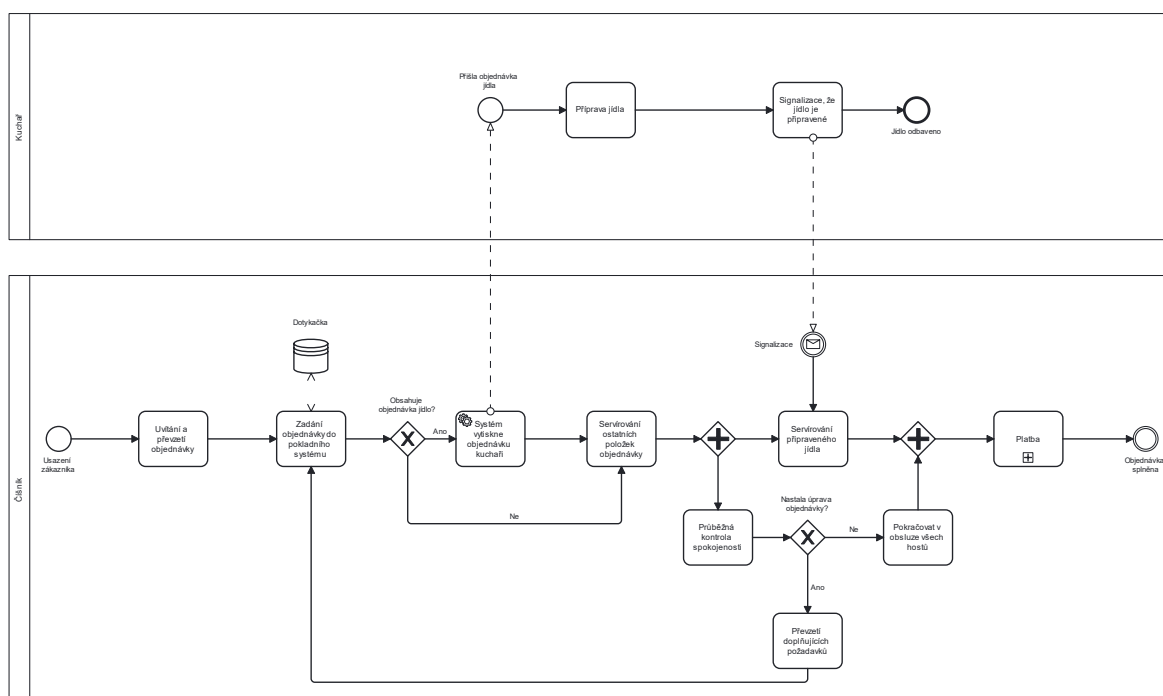 Kuchař
Přišla objednávka
jídla
Příprava jídla
Signalizace, že
jídlo je
připravené
Jídlo odbaveno
Číšník
Usazení
zákazníka
Uvítání a
převzetí
objednávky
Dotykačka
Zadání
objednávky do
pokladního
systému
Obsahuje
objednávka jídlo?
Ano
Ne
Systém
vytiskne
objednávku
kuchaři
Servírování
ostatních
položek
objednávky
Signalizace
Servírování
připraveného
jídla
Průběžná
kontrola
spokojenosti
Nastala úprava
objednávky?
Ne
Ano
Pokračovat v
obsluze všech
hostů
Převzetí
doplňujících
požadavků
Platba
Objednávka
splněna